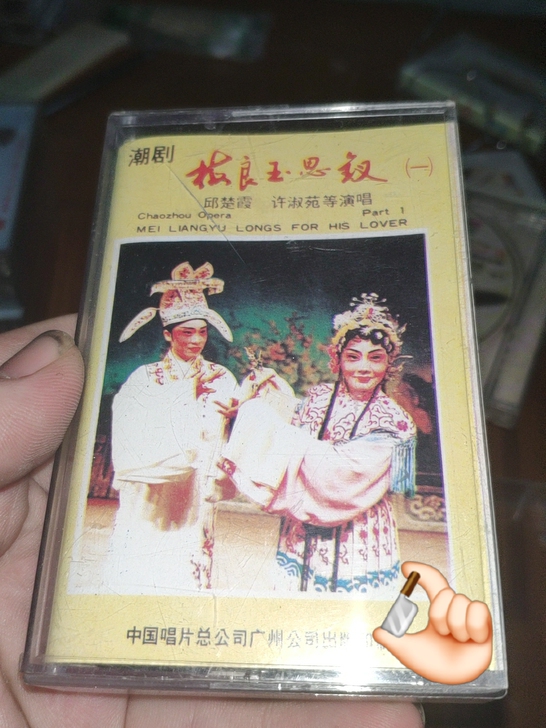 潮剧
梅良玉思钗 ㈠
邱楚霞 许淑苑等演唱
Chaozhou Opera Part 1
MEI LIANGYU LONGS FOR HIS LOVER
中国唱片总公司广州公司出版